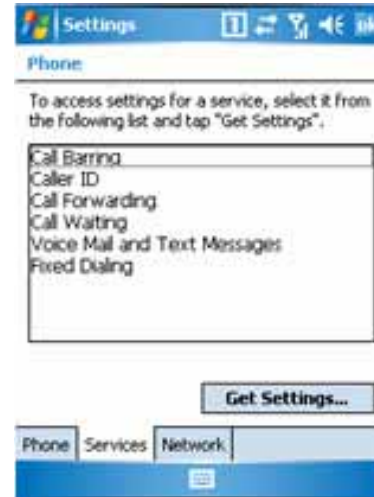 Settings
ok
Phone
To access settings for a service, select it from
the following list and tap "Get Settings".
Call Barring
Caller ID
Call Forwarding
Call Waiting
Voice Mail and Text Messages
Fixed Dialing
Get Settings...
Phone Services Network